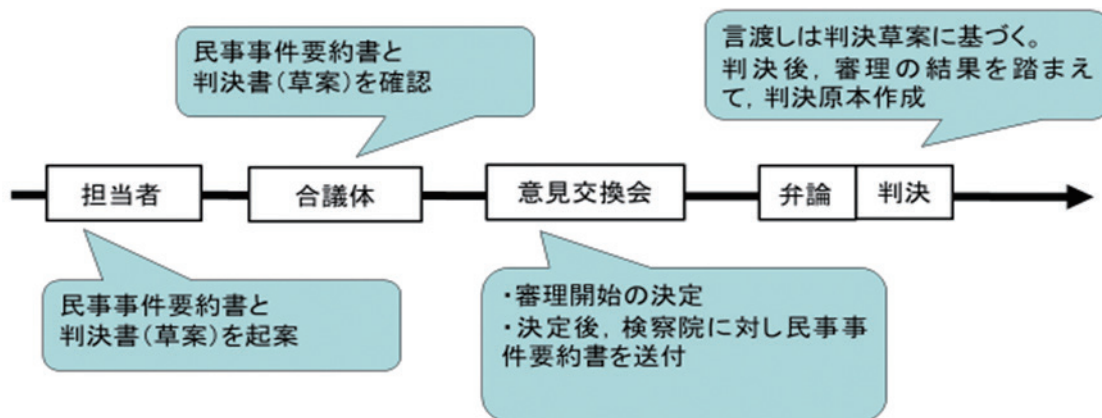 民事事件要約書と
判決書(草案)を確認
言渡しは判決草案に基づく。
判決後，審理の結果を踏まえ
て，判決原本作成
担当者
合議体
意見交換会
弁論
判決
民事事件要約書と
判決書(草案)を起案
・審理開始の決定
・決定後，検察院に対し民事事
件要約書を送付